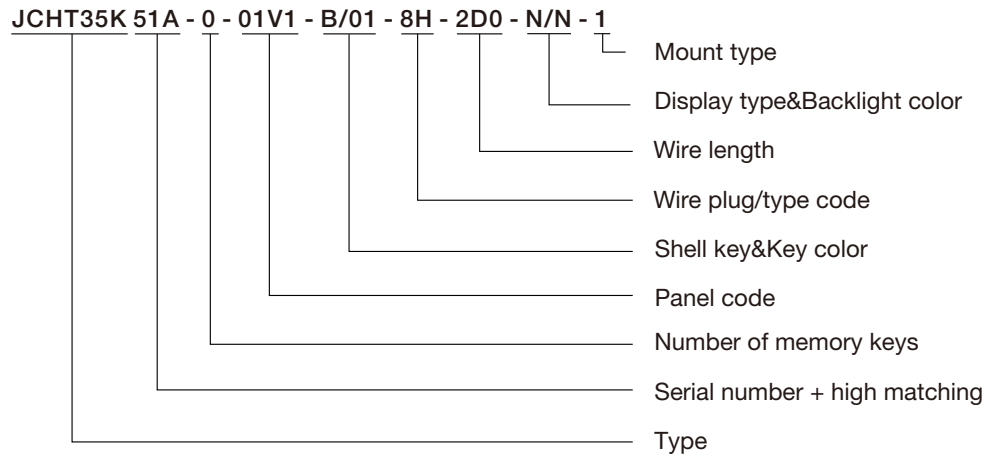 JCHT35K 51A - 0 - 01V1 - B/01 - 8H - 2D0 - N/N - 1
Mount type
Display type&Backlight color
Wire length
Wire plug/type code
Shell key&Key color
Panel code
Number of memory keys
Serial number + high matching
Type